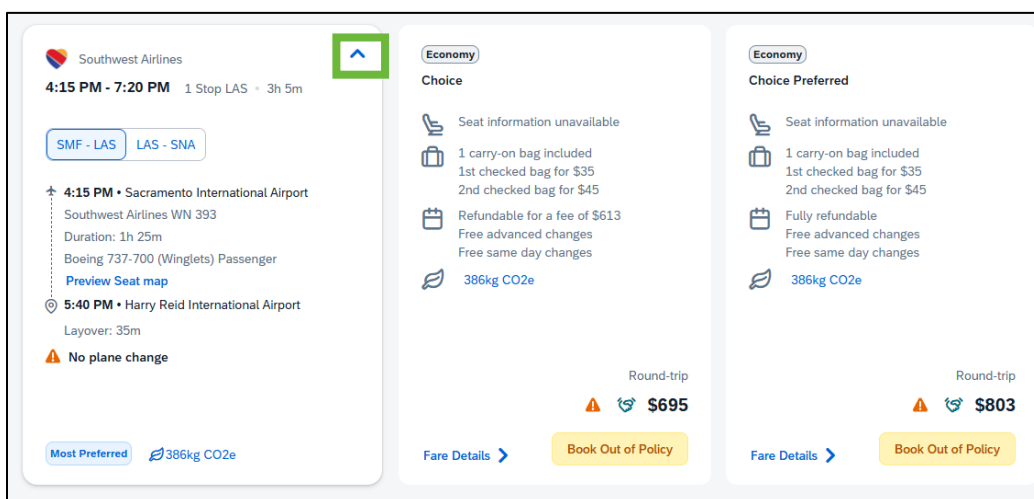 Southwest Airlines
4:15 PM - 7:20 PM 1 Stop LAS • 3h 5m
SMF - LAS LAS - SNA
4:15 PM • Sacramento International Airport
Southwest Airlines WN 393
Duration: 1h 25m
Boeing 737-700 (Winglets) Passenger
Preview Seat map
5:40 PM • Harry Reid International Airport
Layover: 35m
No plane change
Most Preferred 386kg CO2e
Economy
Choice
Seat information unavailable
1 carry-on bag included
1st checked bag for $35
2nd checked bag for $45
Refundable for a fee of $613
Free advanced changes
Free same day changes
386kg CO2e
Round-trip
$695
Fare Details Book Out of Policy
Economy
Choice Preferred
Seat information unavailable
1 carry-on bag included
1st checked bag for $35
2nd checked bag for $45
Fully refundable
Free advanced changes
Free same day changes
386kg CO2e
Round-trip
$803
Fare Details Book Out of Policy